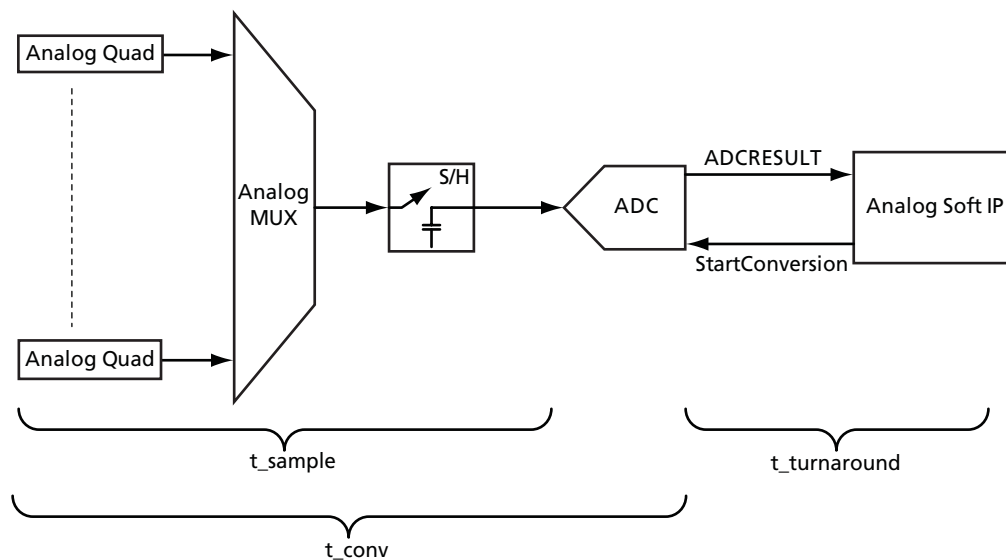 Analog Quad
Analog
MUX
S/H
ADC
ADCRESULT
StartConversion
Analog Soft IP
Analog Quad
t_sample
t_turnaround
t_conv